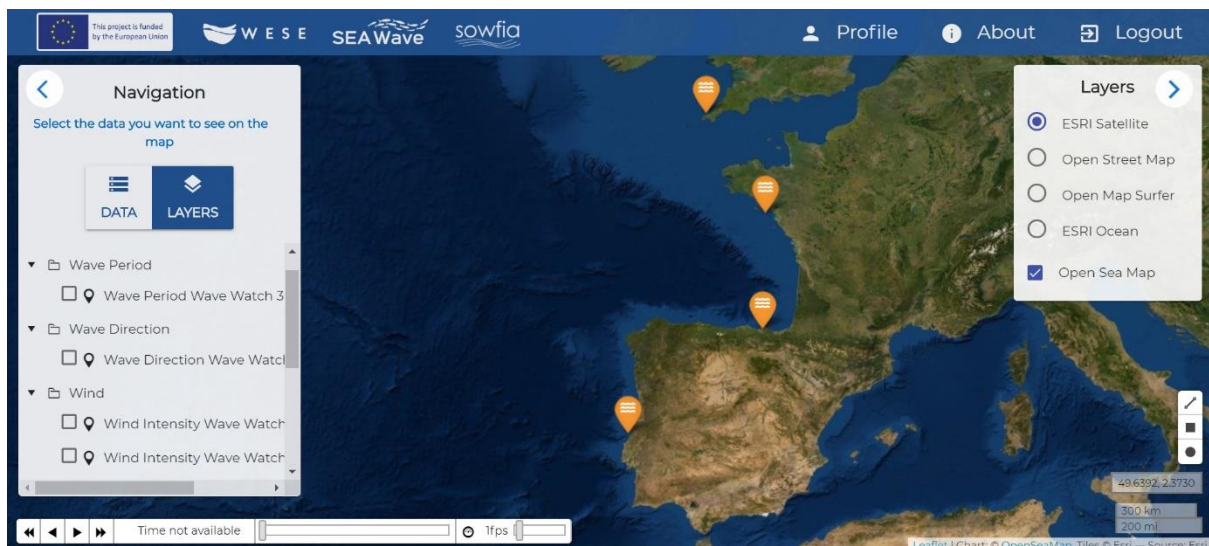 This project is funded
by the European Union
WESE
SEAWave
sowfia
Profile
About
Logout
Navigation
Select the data you want to see on the
map
DATA
LAYERS
Wave Period
Wave Period Wave Watch 3
Wave Direction
Wave Direction Wave Watch
Wind
Wind Intensity Wave Watch
Wind Intensity Wave Watch
Layers
ESRI Satellite
Open Street Map
Open Map Surfer
ESRI Ocean
Open Sea Map
49.6392, 2.3730
300 km
200 mi
Time not available
1fps
Leaflet | Chart: © OpenSeaMap, Tiles © Esri — Source: Esri